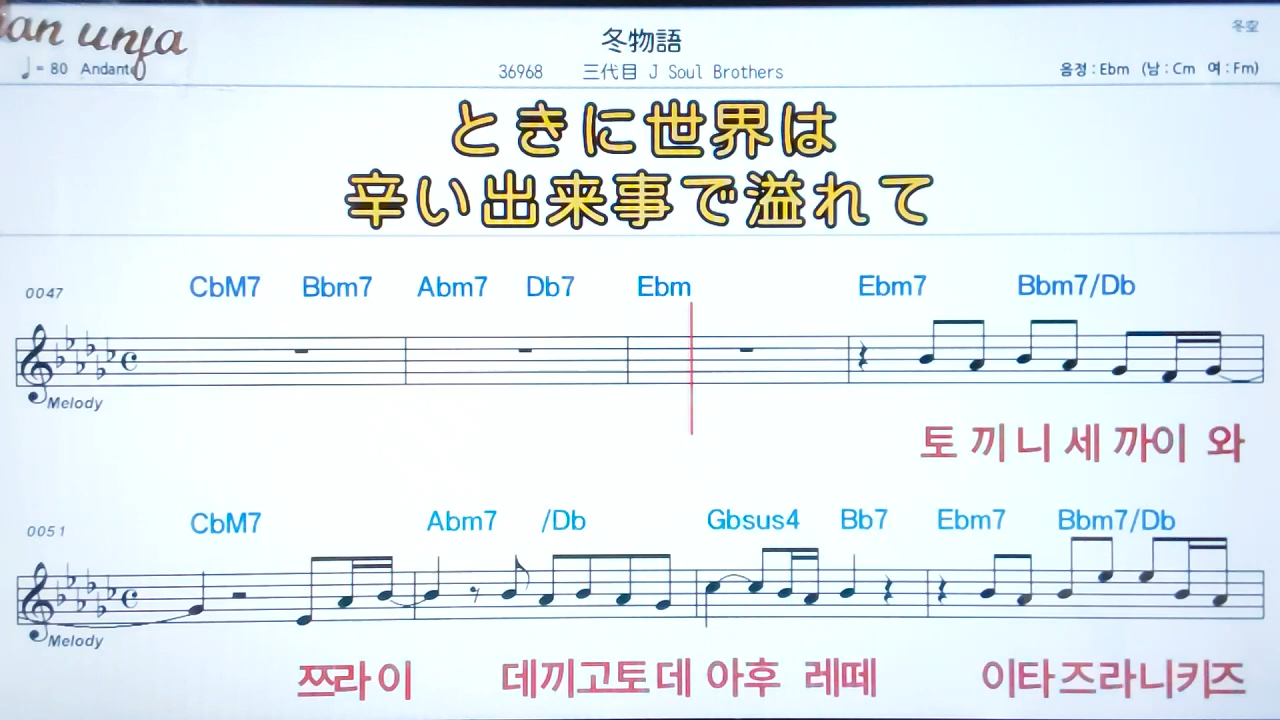 an unfa
♩= 80 Andante
冬物語
冬空
36968 三代目 J Soul Brothers
음정 : Ebm (남 : Cm 여 : Fm)
ときに世界は
辛い出来事で溢れて
0047 CbM7 Bbm7 Abm7 Db7 Ebm Ebm7 Bbm7/Db
Melody
토 끼 니 세 까이 와
0051 CbM7 Abm7 /Db Gbsus4 Bb7 Ebm7 Bbm7/Db
Melody
쯔라 이 데끼고토 데 아후 레떼 이타 즈라니키즈